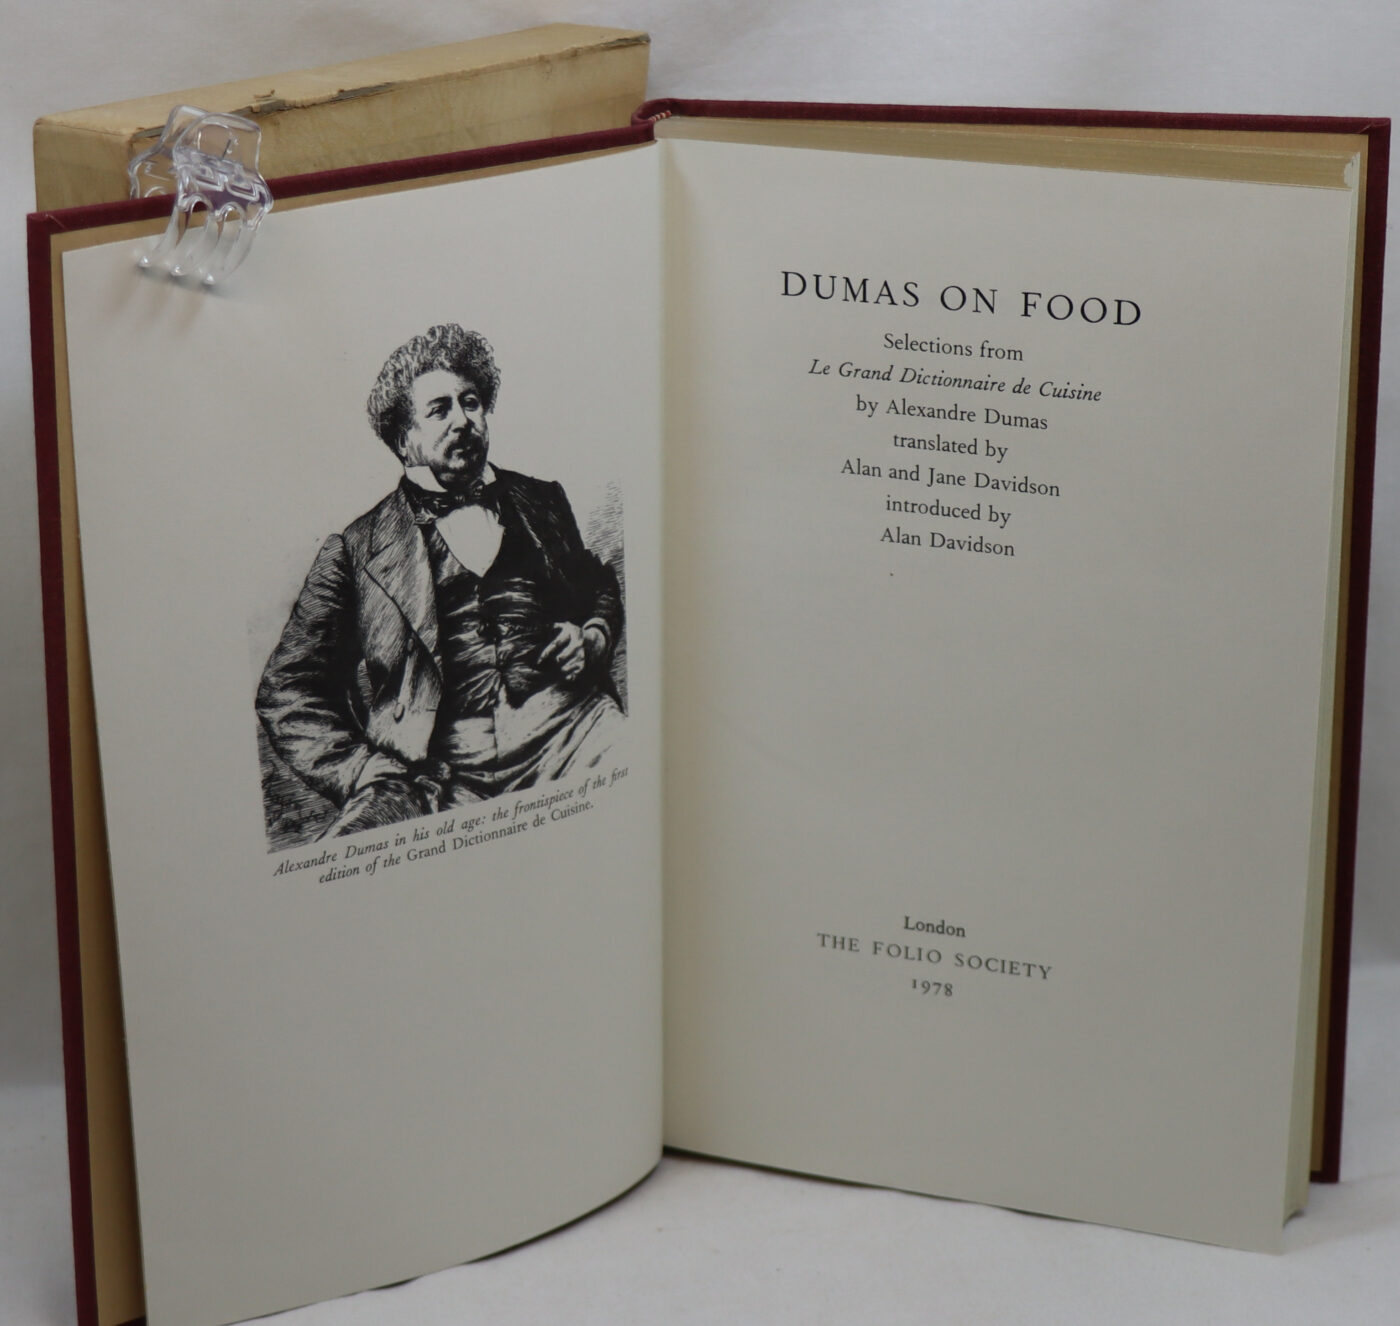 Alexandre Dumas in his old age: the frontispiece of the first
edition of the Grand Dictionnaire de Cuisine.
DUMAS ON FOOD
Selections from
Le Grand Dictionnaire de Cuisine
by Alexandre Dumas
translated by
Alan and Jane Davidson
introduced by
Alan Davidson
London
THE FOLIO SOCIETY
1978